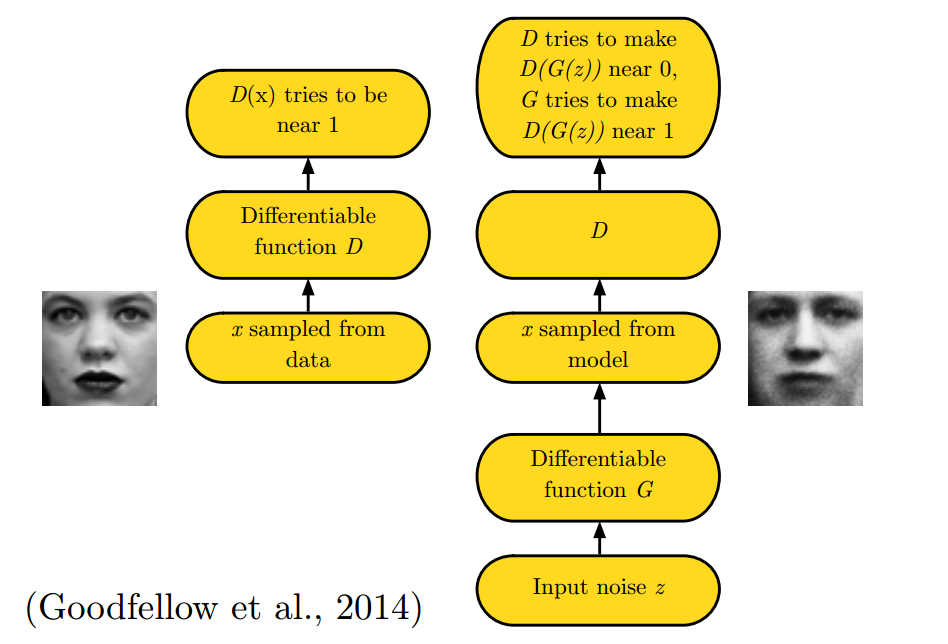 D(x) tries to be
near 1
Differentiable
function D
x sampled from
data
D tries to make
D(G(z)) near 0,
G tries to make
D(G(z)) near 1
D
x sampled from
model
Differentiable
function G
Input noise z
(Goodfellow et al., 2014)